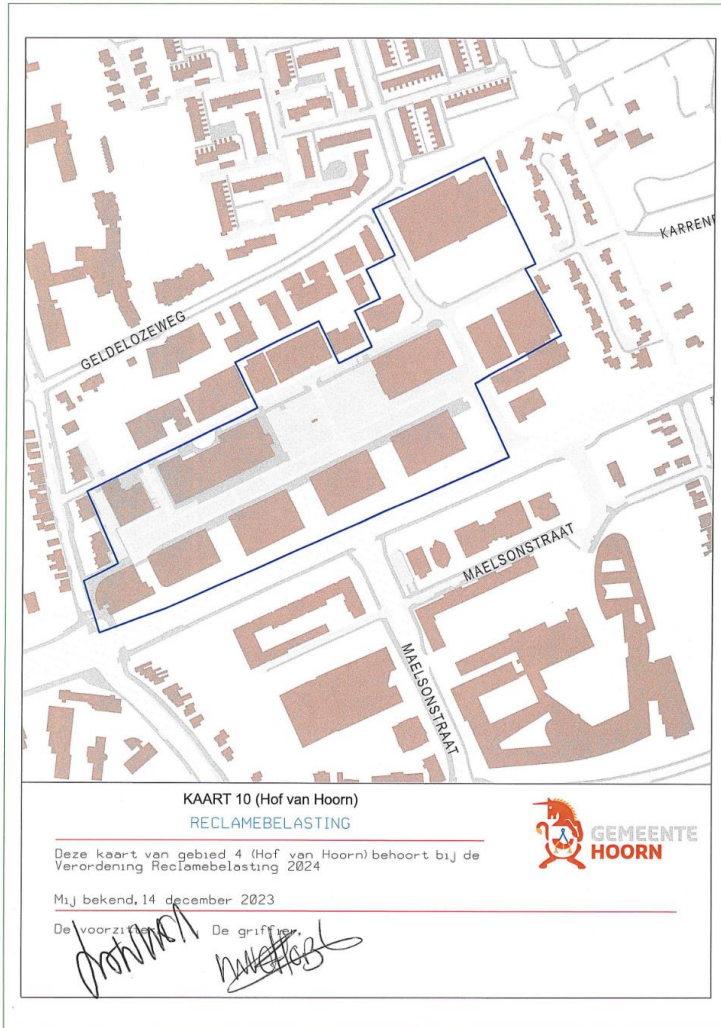 KARREN
GELDELOZEWEG
MAELSONSTRAAT
MAELSONSTRAAT
KAART 10 (Hof van Hoorn)
RECLAMEBELASTING
GEMEENTE
HOORN
Deze kaart van gebied 4 (Hof van Hoorn) behoort bij de
Verordening Reclamebelasting 2024
Mij bekend, 14 december 2023
De voorzitter, De griffier,